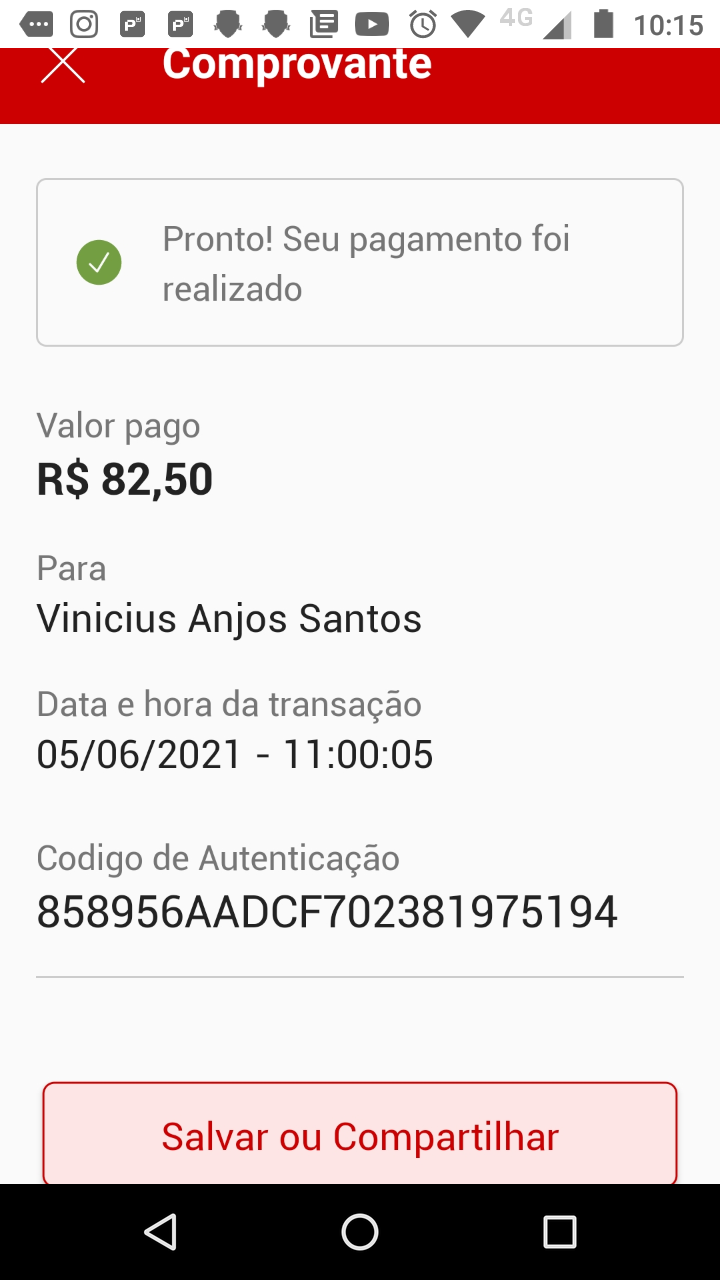 4G 10:15
Comprovante
Pronto! Seu pagamento foi
realizado
Valor pago
R$ 82,50
Para
Vinicius Anjos Santos
Data e hora da transação
05/06/2021 - 11:00:05
Codigo de Autenticação
858956AADCF702381975194
Salvar ou Compartilhar